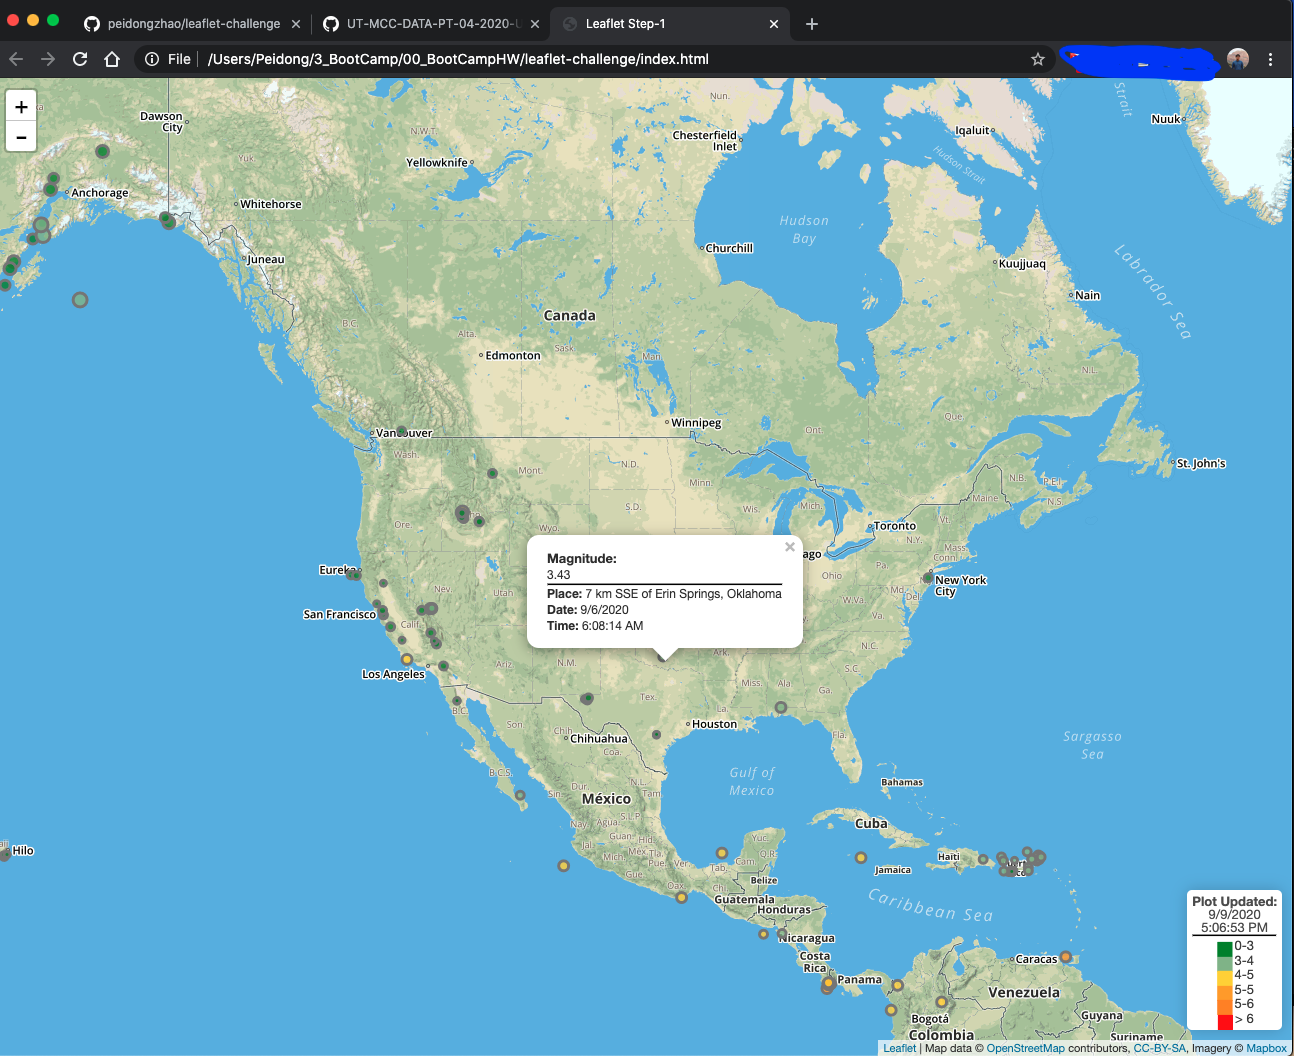 peidongzhao/leaflet-challenge
UT-MCC-DATA-PT-04-2020-U
Leaflet Step-1
File
/Users/Peidong/3_BootCamp/00_BootCampHW/leaflet-challenge/index.html
+
-
Dawson City
Nun.
Chesterfield Inlet
Iqaluit
Strait
Nuuk
N.W.T.
Yuk.
Yellowknife
Hudson Strait
Anchorage
Whitehorse
Hudson Bay
Churchill
Juneau
Kuujjuaq
Labrador Sea
Nain
Canada
B.C.
Alta.
Sask.
Man.
Edmonton
N.L.
Que.
Winnipeg
Vancouver
Ont.
Wash.
St. John's
Mont.
N.D.
Minn.
N.B.
P.E.I.
Maine
N.S.
Ore.
S.D.
Wis.
Mich.
Toronto
Vt.
Wyo.
N.Y.
Mass.
Conn.
ago
Magnitude:
3.43
Place: 7 km SSE of Erin Springs, Oklahoma
Date: 9/6/2020
Time: 6:08:14 AM
Eureka
Nev.
Utah
Ohio
Pa.
New York City
Md.
Del.
W.Va.
Va.
San Francisco
Calif.
N.C.
Ariz.
N.M.
Ark.
Los Angeles
S.C.
Miss.
Ala.
Ga.
Tex.
La.
B.C.
Son.
Chih.
Houston
Chihuahua
Coa.
Fla.
Sargasso Sea
B.C.S.
Sin.
Dur.
N.L.
Tam.
Gulf of Mexico
Bahamas
México
Nay.
Agua.
S.L.P.
Cuba
Jal.
Guan.
Hid.
Yuc.
Q.R.
Hilo
Mich.
Méx.
Tla.
Pue.
Ver.
Gue.
Tab.
Cam.
Haïti
Jamaica
Oax.
Chi.
Belize
Guatemala
Honduras
Caribbean Sea
Nicaragua
Costa Rica
Panama
Caracas
Venezuela
Bogotá
Colombia
Guyana
Suriname
Plot Updated:
9/9/2020
5:06:53 PM
0-3
3-4
4-5
5-5
5-6
> 6
Leaflet | Map data © OpenStreetMap contributors, CC-BY-SA, Imagery © Mapbox